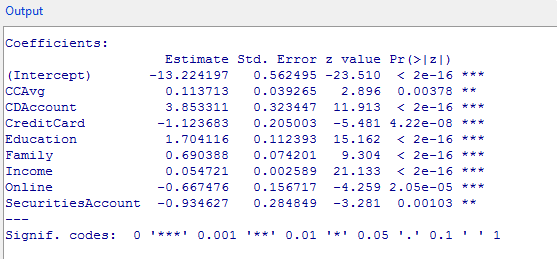 Output
Coefficients:
Estimate Std. Error z value Pr(>|z|)
(Intercept) -13.224197 0.562495 -23.510 < 2e-16 ***
CCAvg 0.113713 0.039265 2.896 0.00378 **
CDAccount 3.853311 0.323447 11.913 < 2e-16 ***
CreditCard -1.123683 0.205003 -5.481 4.22e-08 ***
Education 1.704116 0.112393 15.162 < 2e-16 ***
Family 0.690388 0.074201 9.304 < 2e-16 ***
Income 0.054721 0.002589 21.133 < 2e-16 ***
Online -0.667476 0.156717 -4.259 2.05e-05 ***
SecuritiesAccount -0.934627 0.284849 -3.281 0.00103 **
---
Signif. codes: 0 '***' 0.001 '**' 0.01 '*' 0.05 '.' 0.1 ' ' 1